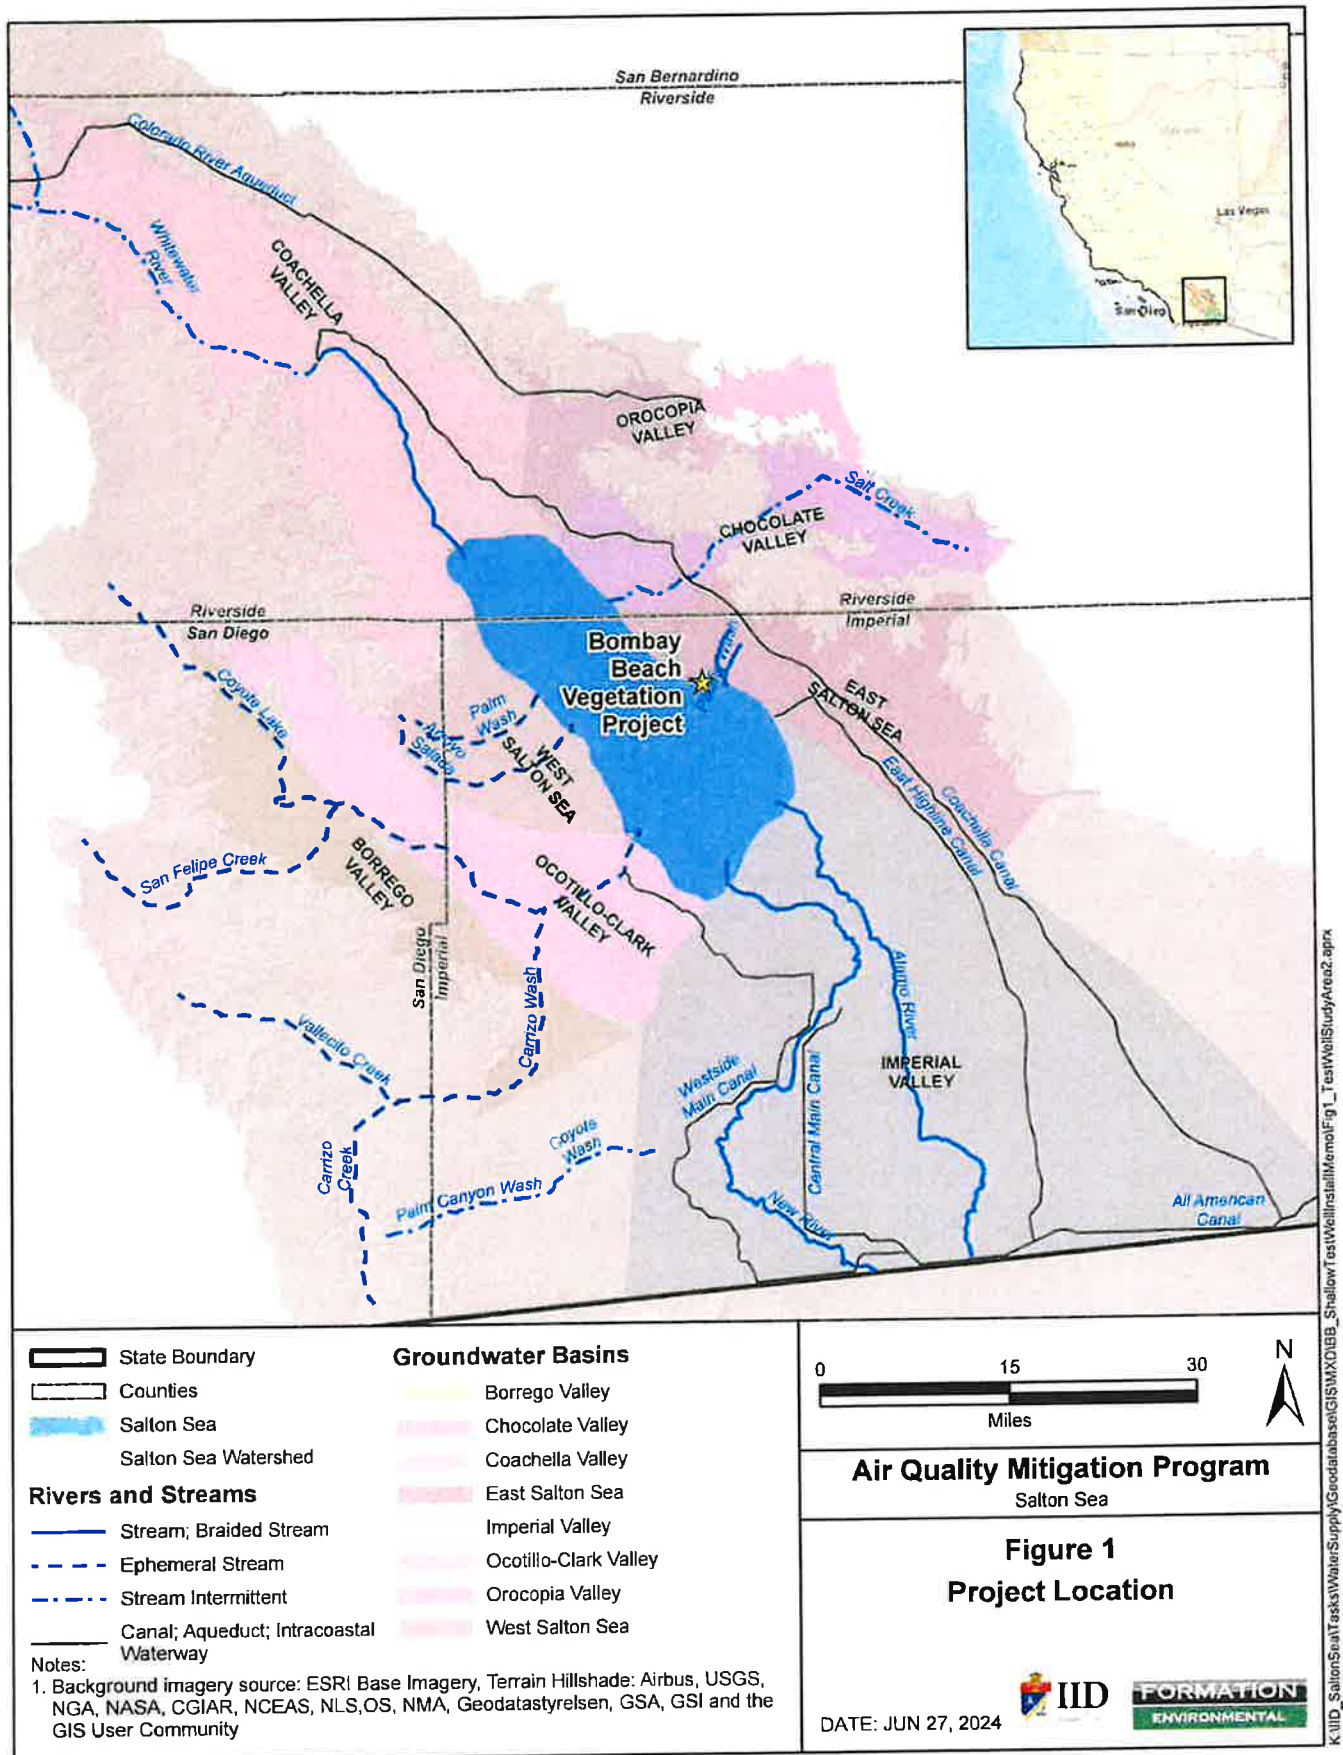 San Bernardino
Riverside
Colorado River Aqueduct
Whitewater
River
COACHELLA
VALLEY
Las Vegas
San Diego
OROCOPIA
VALLEY
Salt Creek
CHOCOLATE
VALLEY
Riverside
San Diego
Riverside
Imperial
Bombay
Beach
Vegetation
Project
Coyote Lake
Palm
Wash
Arroyo
Salada
WEST
SALTON SEA
EAST
SALTON SEA
East Highline Canal
Coachella Canal
San Felipe Creek
BORREGO
VALLEY
OCOTILLO-CLARK
VALLEY
San Diego
Imperial
Carrizo Wash
Alamo River
Vallecito Creek
Westside
Main Canal
Central Main Canal
IMPERIAL
VALLEY
Coyote
Wash
Carrizo
Creek
Palm Canyon Wash
New River
All American
Canal
State Boundary
Counties
Salton Sea
Salton Sea Watershed
Rivers and Streams
Stream; Braided Stream
Ephemeral Stream
Stream Intermittent
Canal; Aqueduct; Intracoastal
Waterway
Groundwater Basins
Borrego Valley
Chocolate Valley
Coachella Valley
East Salton Sea
Imperial Valley
Ocotillo-Clark Valley
Orocopia Valley
West Salton Sea
Notes:
1. Background imagery source: ESRI Base Imagery, Terrain Hillshade: Airbus, USGS,
NGA, NASA, CGIAR, NCEAS, NLS,OS, NMA, Geodatastyrelsen, GSA, GSI and the
GIS User Community
0 15 30
Miles
N
Air Quality Mitigation Program
Salton Sea
Figure 1
Project Location
DATE: JUN 27, 2024
IID
FORMATION
ENVIRONMENTAL
K:\IID_SaltonSea\Tasks\WaterSupply\Geodatabase\GIS\MXD\BB_ShallowTestWellInstallMemo\Fig1_TestWellStudyArea2.aprx